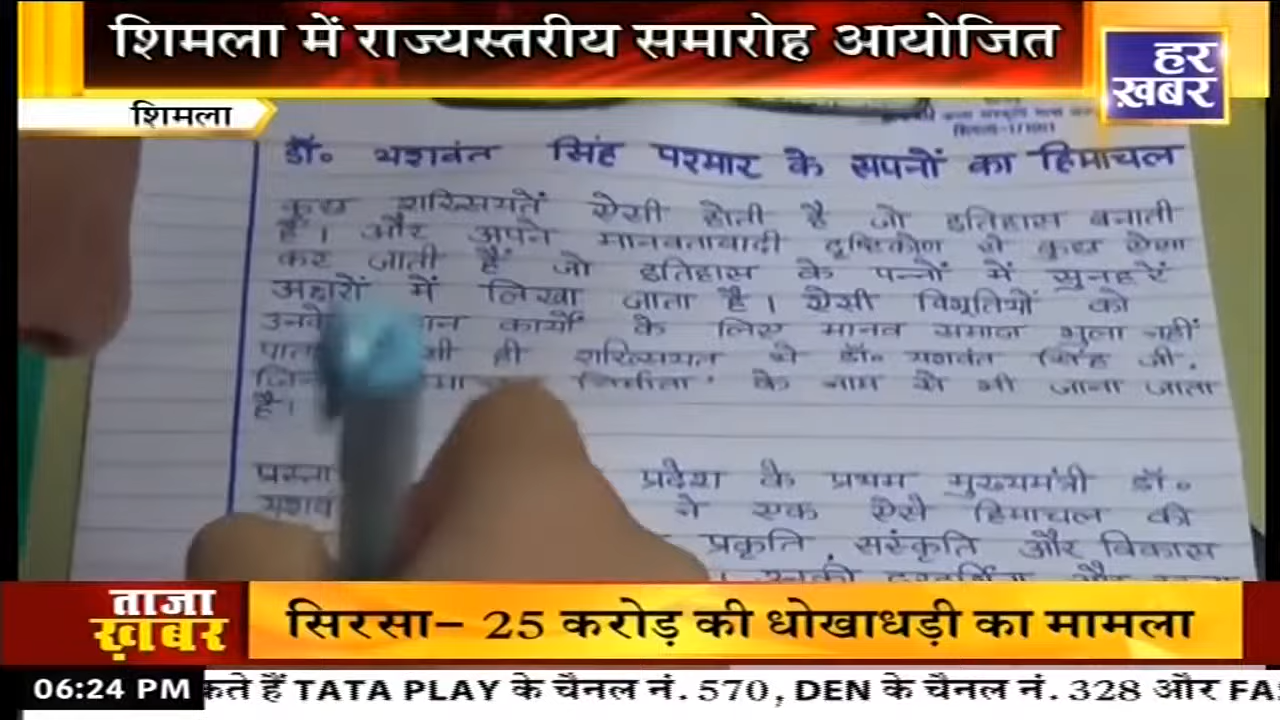 शिमला में राज्यस्तरीय समारोह आयोजित
हर
ख़बर
शिमला
डॉ॰ यशवंत सिंह परमार के सपनों का हिमाचल
कुछ शख्सियतें ऐसी होती है जो इतिहास बनाती
हैं। और अपने मानवतावादी दृष्टिकोण से कुछ ऐसा
कर जाती हैं जो इतिहास के पन्नों में सुनहरें
अक्षरों में लिखा जाता है। ऐसी विभूतियों को
कार्यों के लिए मानव समाज भुला नहीं
ही शख्सियत थे डॉ॰ यशवंत सिंह जी,
निर्माता' के नाम से भी जाना जाता
है।
प्रदेश के प्रथम मुख्यमंत्री डॉ॰
ने एक ऐसे हिमाचल की
प्रकृति, संस्कृति और विकास
ताजा
ख़बर
सिरसा- 25 करोड़ की धोखाधड़ी का मामला
06:24 PM कते हैं TATA PLAY के चैनल नं. 570, DEN के चैनल नं. 328 और FA